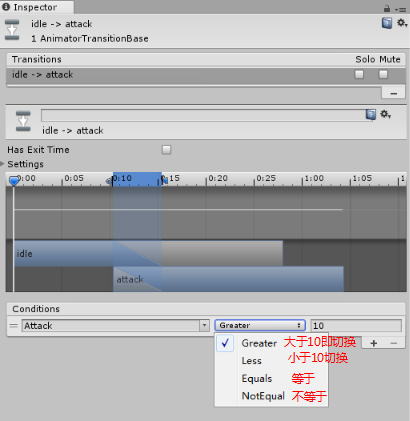 Inspector
idle -> attack
1 AnimatorTransitionBase
Transitions Solo Mute
idle -> attack
idle -> attack
Has Exit Time
Settings
0:00 0:05 0:10 0:15 0:20 0:25 1:00 1:05 1:
idle
attack
Conditions
Attack Greater 10
Greater 大于10即切换
Less 小于10切换
Equals 等于
NotEqual 不等于